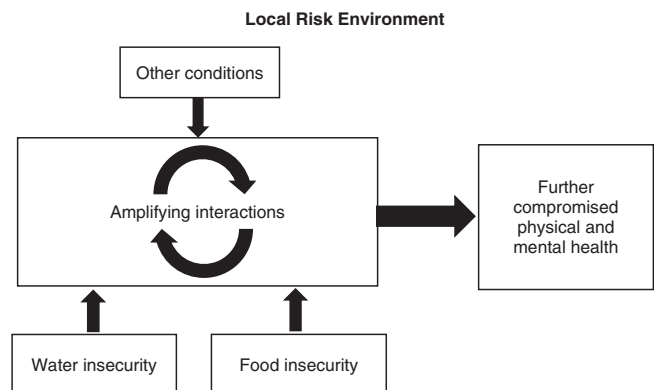 Local Risk Environment
Other conditions
Amplifying interactions
Further
compromised
physical and
mental health
Water insecurity
Food insecurity